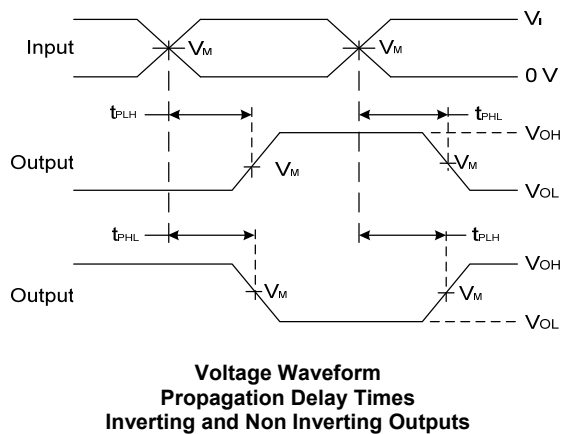 VI
Input
VM
VM
0 V
tPLH
tPHL
VOH
Output
VM
VM
VOL
tPHL
tPLH
VOH
Output
VM
VM
VOL
Voltage Waveform
Propagation Delay Times
Inverting and Non Inverting Outputs